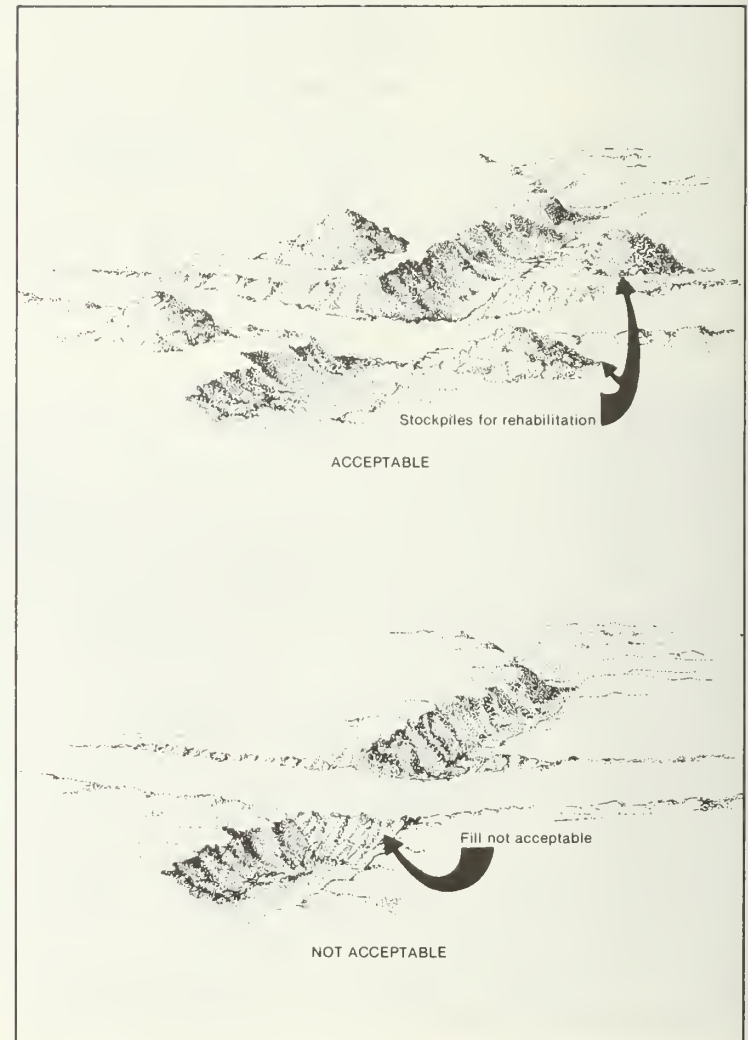 Stockpiles for rehabilitation
ACCEPTABLE
Fill not acceptable
NOT ACCEPTABLE